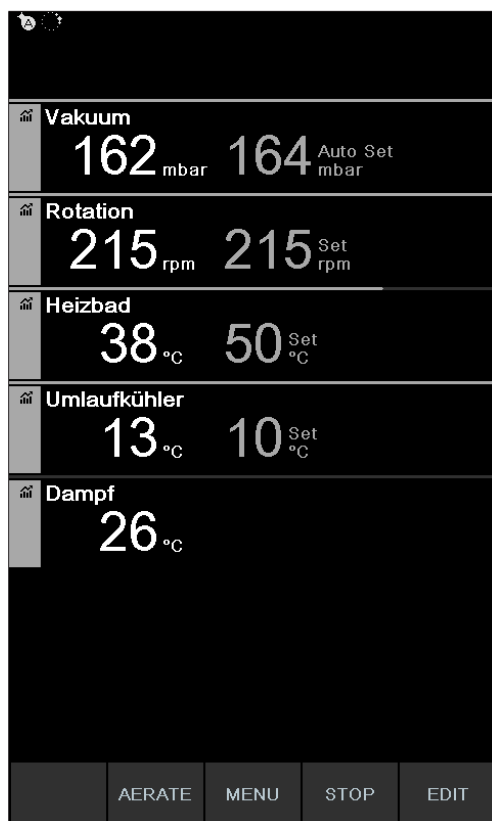 A
Vakuum
162 mbar 164 Auto Set mbar
Rotation
215 rpm 215 Set rpm
Heizbad
38 °C 50 Set °C
Umlaufkühler
13 °C 10 Set °C
Dampf
26 °C
AERATE MENU STOP EDIT